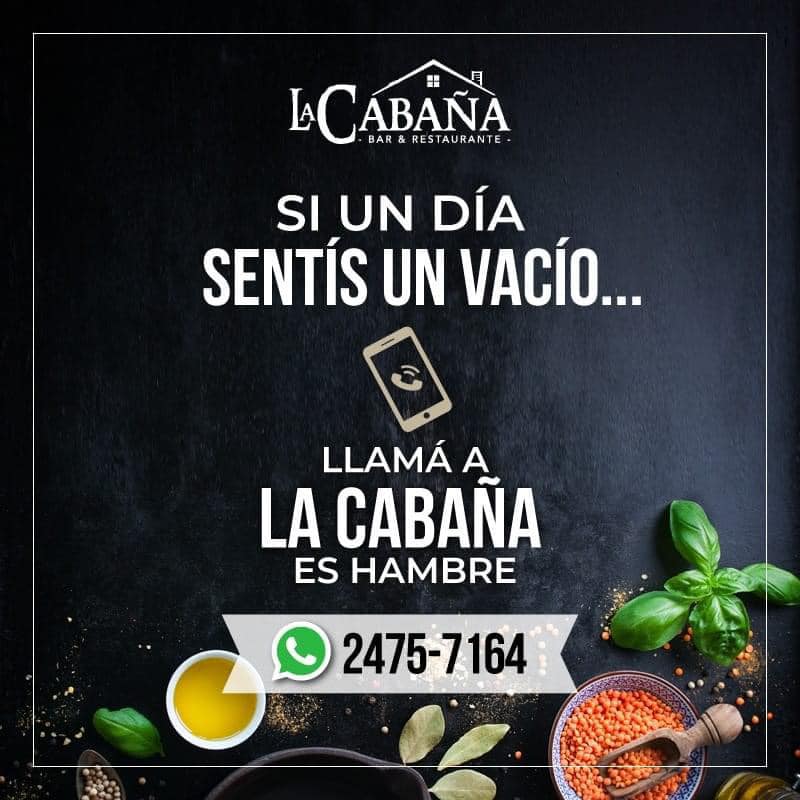 LA CABAÑA
- BAR & RESTAURANTE -
SI UN DÍA
SENTÍS UN VACÍO...
LLAMÁ A
LA CABAÑA
ES HAMBRE
2475-7164